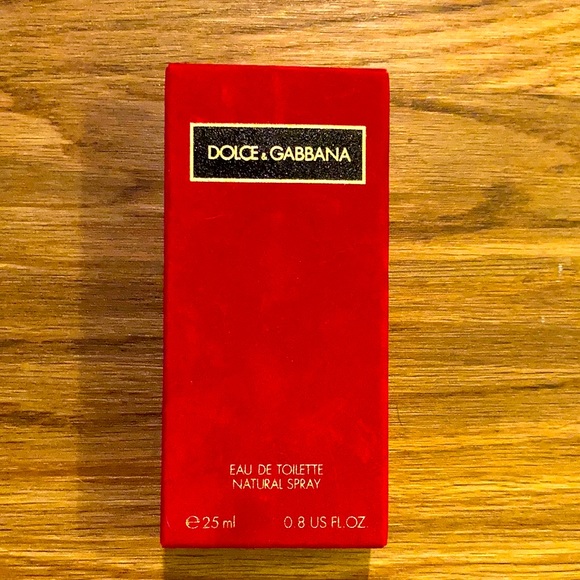 DOLCE & GABBANA
EAU DE TOILETTE
NATURAL SPRAY
℮25 ml 0.8 US FL.OZ.